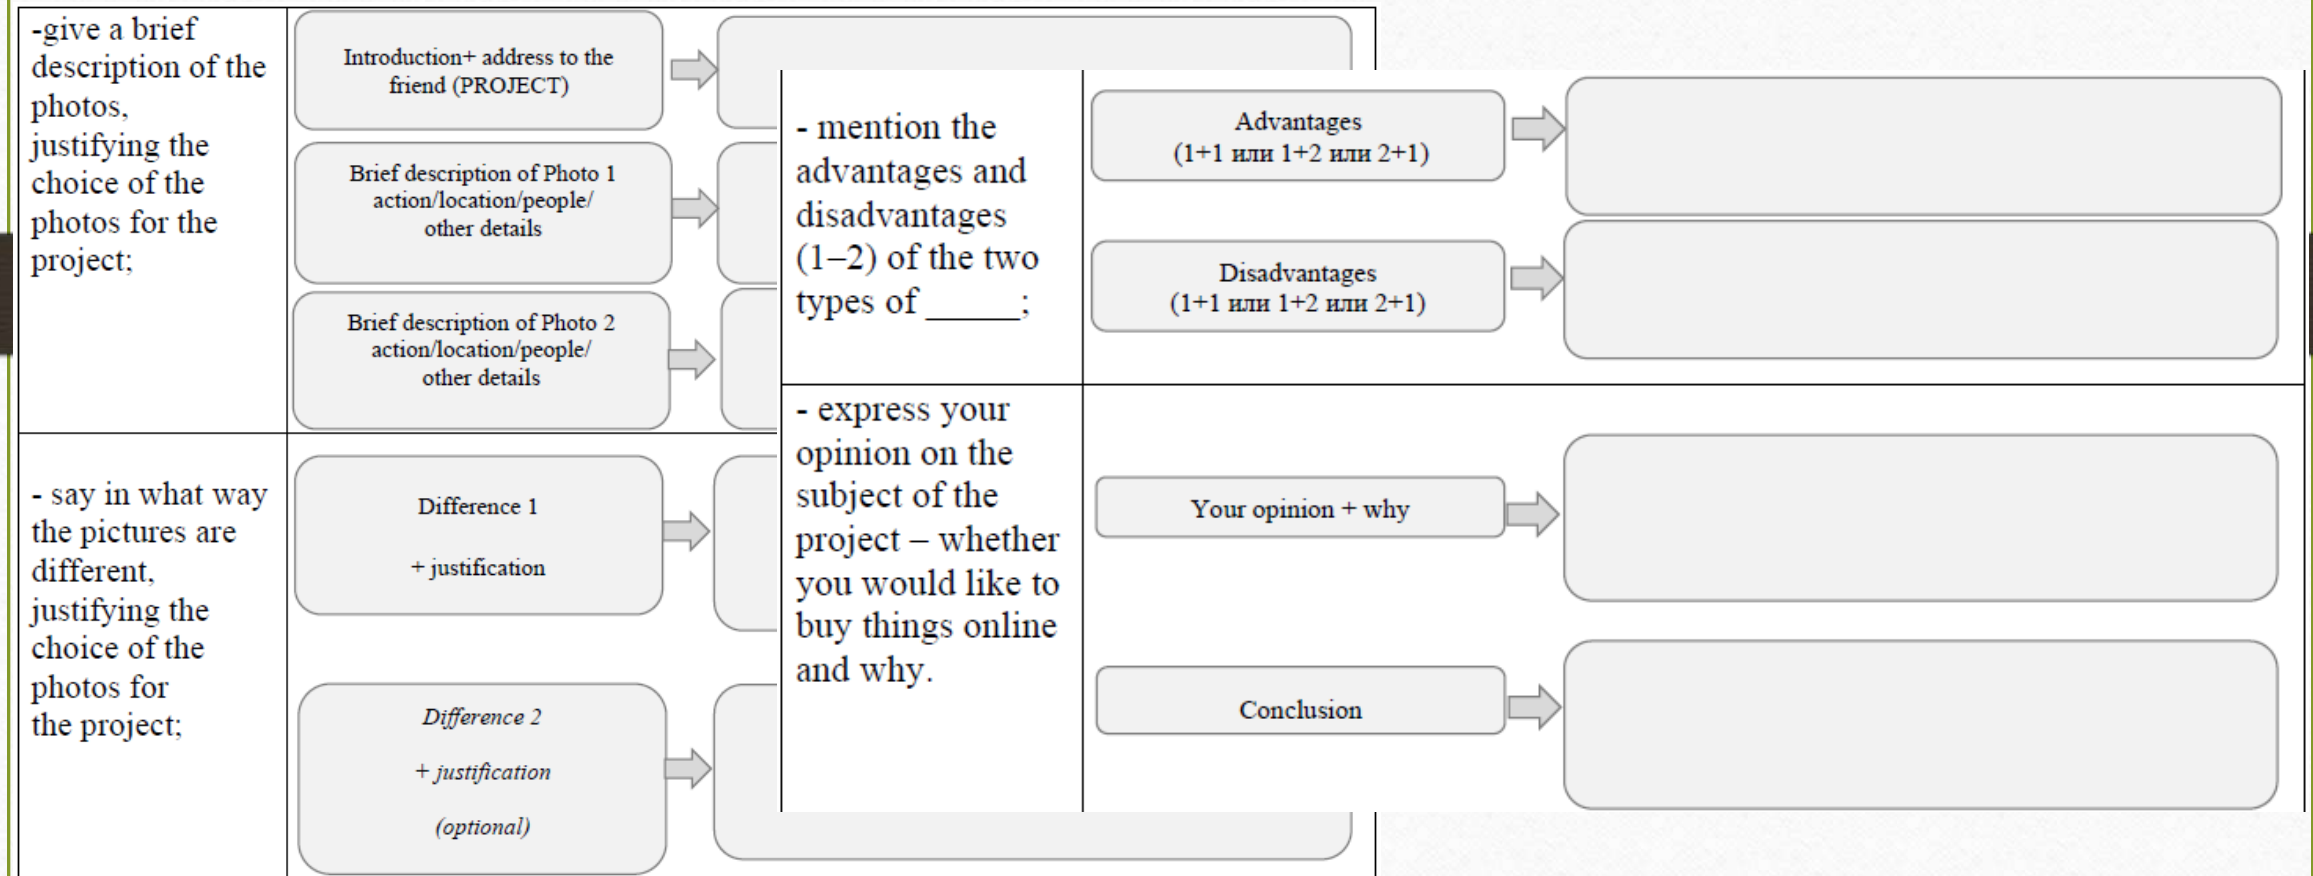 -give a brief
description of the
photos,
justifying the
choice of the
photos for the
project;
Introduction+ address to the
friend (PROJECT)
Brief description of Photo 1
action/location/people/
other details
Brief description of Photo 2
action/location/people/
other details
- say in what way
the pictures are
different,
justifying the
choice of the
photos for
the project;
Difference 1
+ justification
Difference 2
+ justification
(optional)
- mention the
advantages and
disadvantages
(1–2) of the two
types of _____;
Advantages
(1+1 или 1+2 или 2+1)
Disadvantages
(1+1 или 1+2 или 2+1)
- express your
opinion on the
subject of the
project – whether
you would like to
buy things online
and why.
Your opinion + why
Conclusion